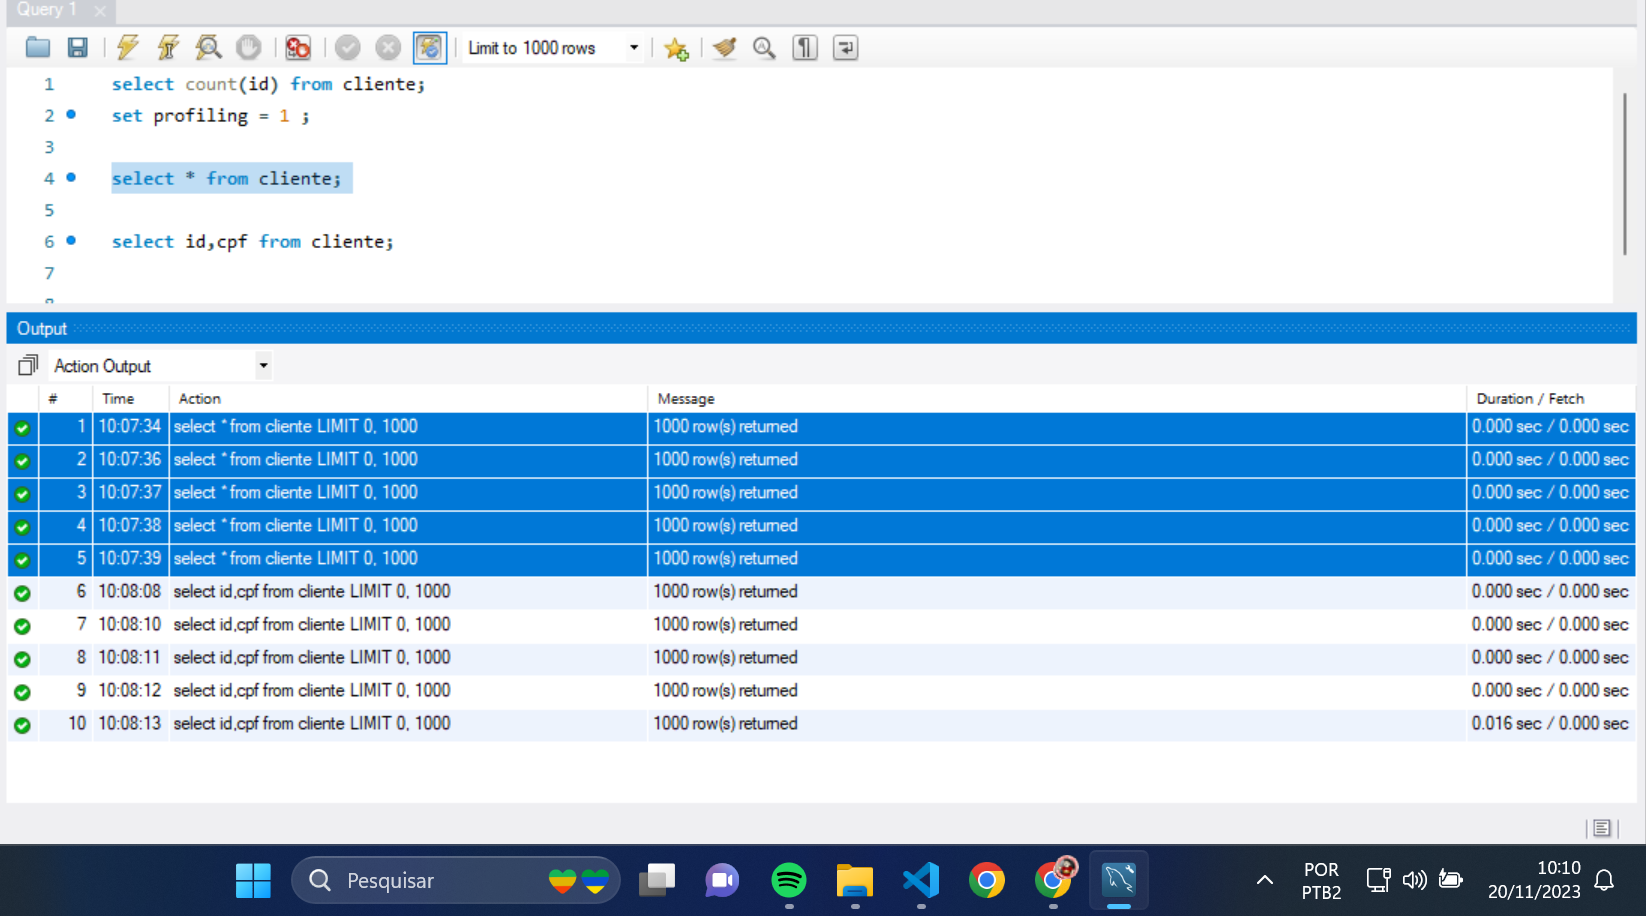 Query 1
Limit to 1000 rows
1 select count(id) from cliente;
2 set profiling = 1 ;
3
4 select * from cliente;
5
6 select id,cpf from cliente;
7
Output
Action Output
# Time Action Message Duration / Fetch
1 10:07:34 select * from cliente LIMIT 0, 1000 1000 row(s) returned 0.000 sec / 0.000 sec
2 10:07:36 select * from cliente LIMIT 0, 1000 1000 row(s) returned 0.000 sec / 0.000 sec
3 10:07:37 select * from cliente LIMIT 0, 1000 1000 row(s) returned 0.000 sec / 0.000 sec
4 10:07:38 select * from cliente LIMIT 0, 1000 1000 row(s) returned 0.000 sec / 0.000 sec
5 10:07:39 select * from cliente LIMIT 0, 1000 1000 row(s) returned 0.000 sec / 0.000 sec
6 10:08:08 select id,cpf from cliente LIMIT 0, 1000 1000 row(s) returned 0.000 sec / 0.000 sec
7 10:08:10 select id,cpf from cliente LIMIT 0, 1000 1000 row(s) returned 0.000 sec / 0.000 sec
8 10:08:11 select id,cpf from cliente LIMIT 0, 1000 1000 row(s) returned 0.000 sec / 0.000 sec
9 10:08:12 select id,cpf from cliente LIMIT 0, 1000 1000 row(s) returned 0.000 sec / 0.000 sec
10 10:08:13 select id,cpf from cliente LIMIT 0, 1000 1000 row(s) returned 0.016 sec / 0.000 sec
Pesquisar
POR
PTB2
10:10
20/11/2023